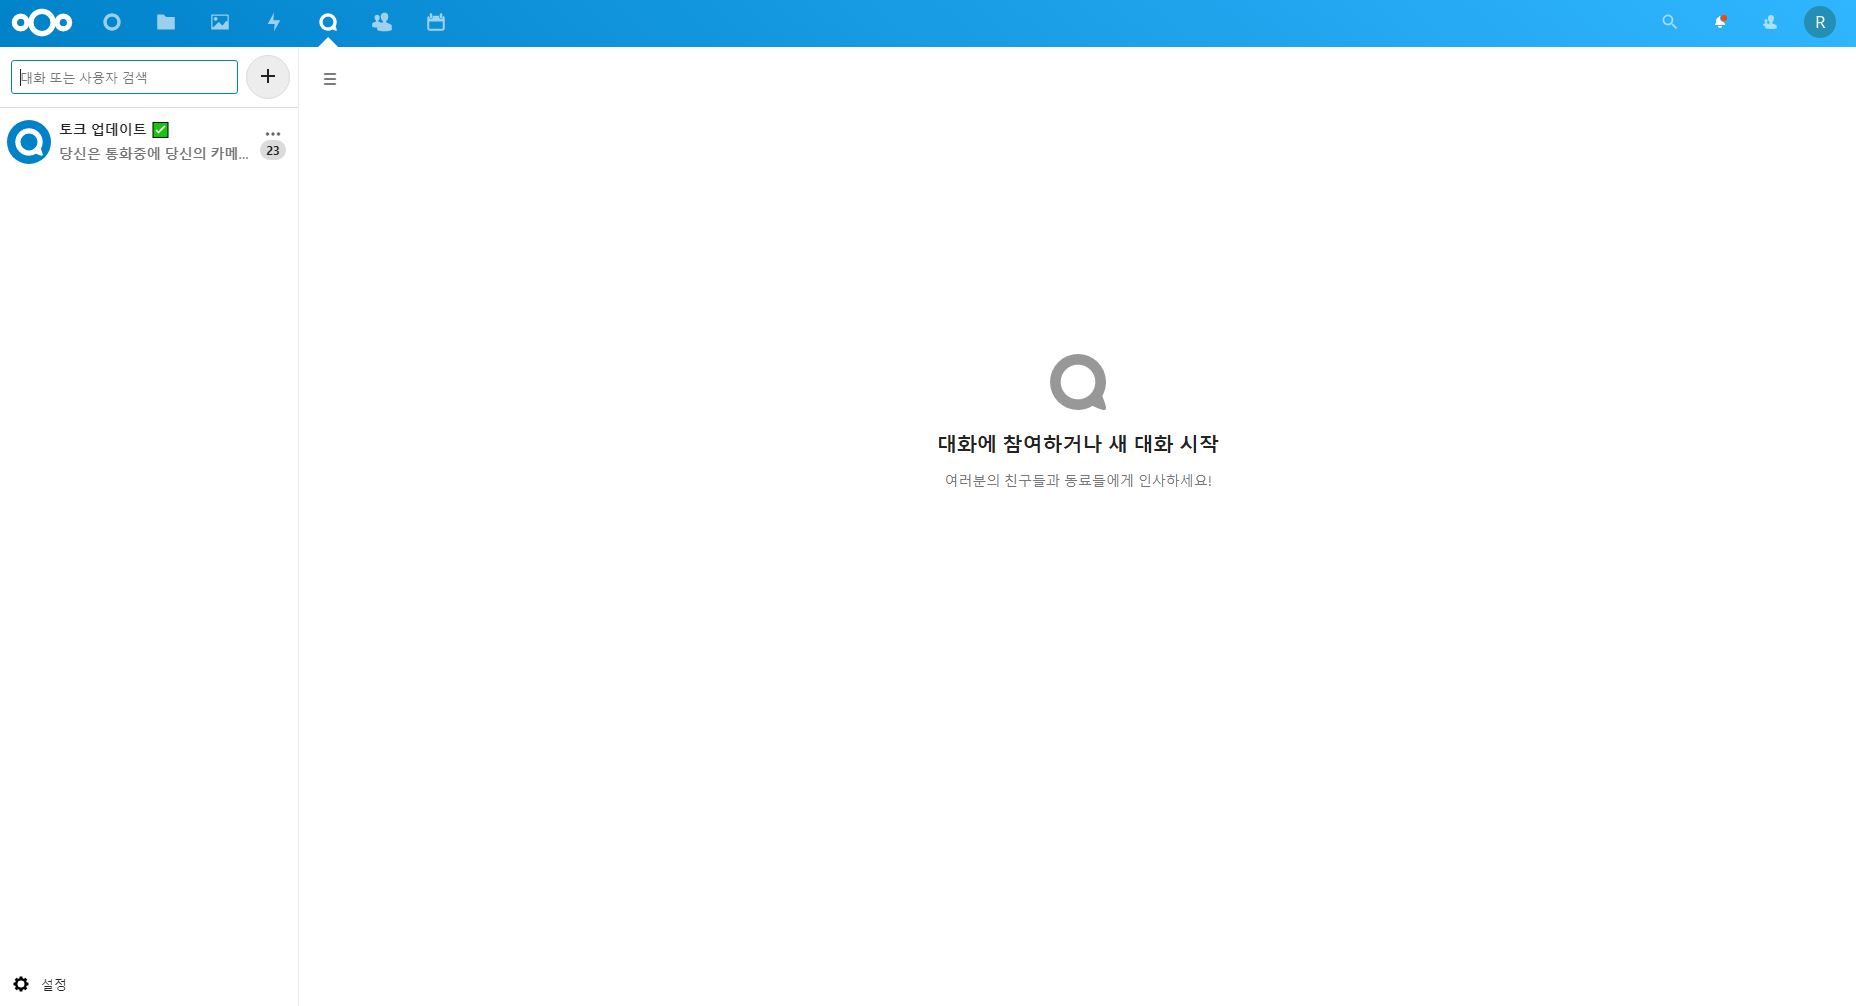 R
대화 또는 사용자 검색
토크 업데이트 ✅
당신은 통화중에 당신의 카메...
23
대화에 참여하거나 새 대화 시작
여러분의 친구들과 동료들에게 인사하세요!
설정